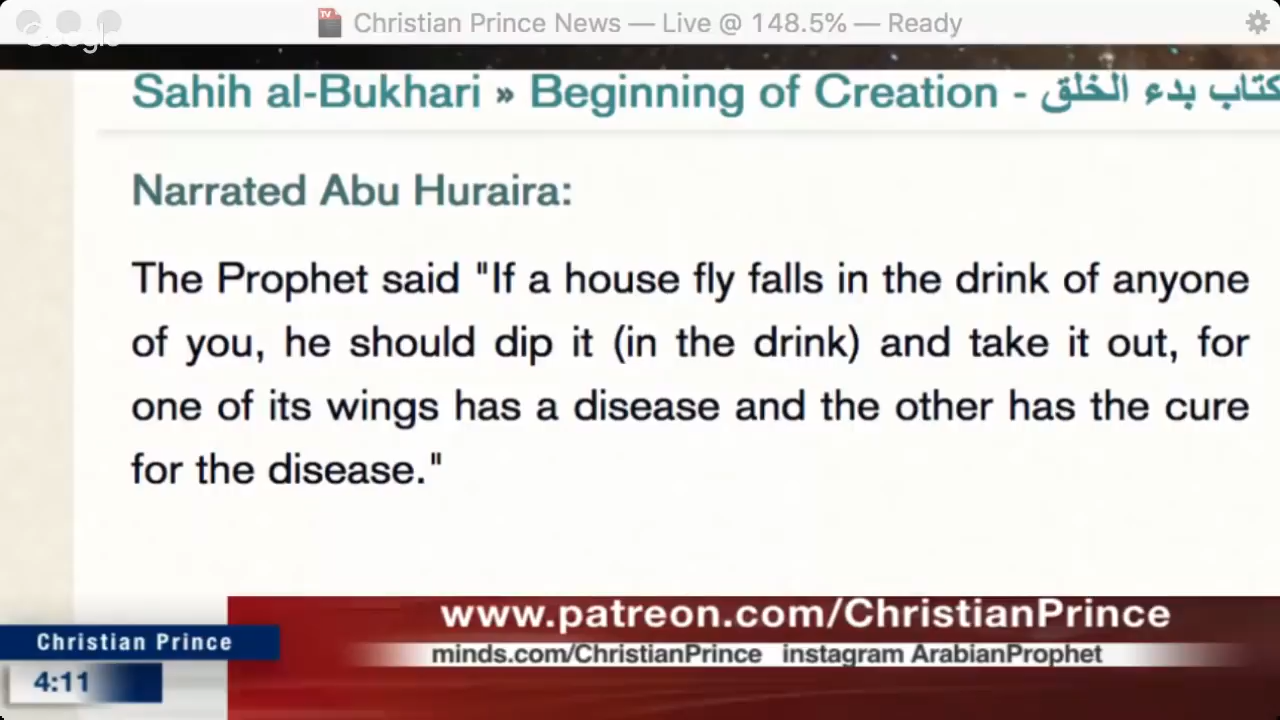 Christian Prince News — Live @ 148.5% — Ready
Google
Sahih al-Bukhari » Beginning of Creation - كتاب بدء الخلق
Narrated Abu Huraira:
The Prophet said "If a house fly falls in the drink of anyone
of you, he should dip it (in the drink) and take it out, for
one of its wings has a disease and the other has the cure
for the disease."
www.patreon.com/ChristianPrince
Christian Prince
minds.com/ChristianPrince instagram ArabianProphet
4:11